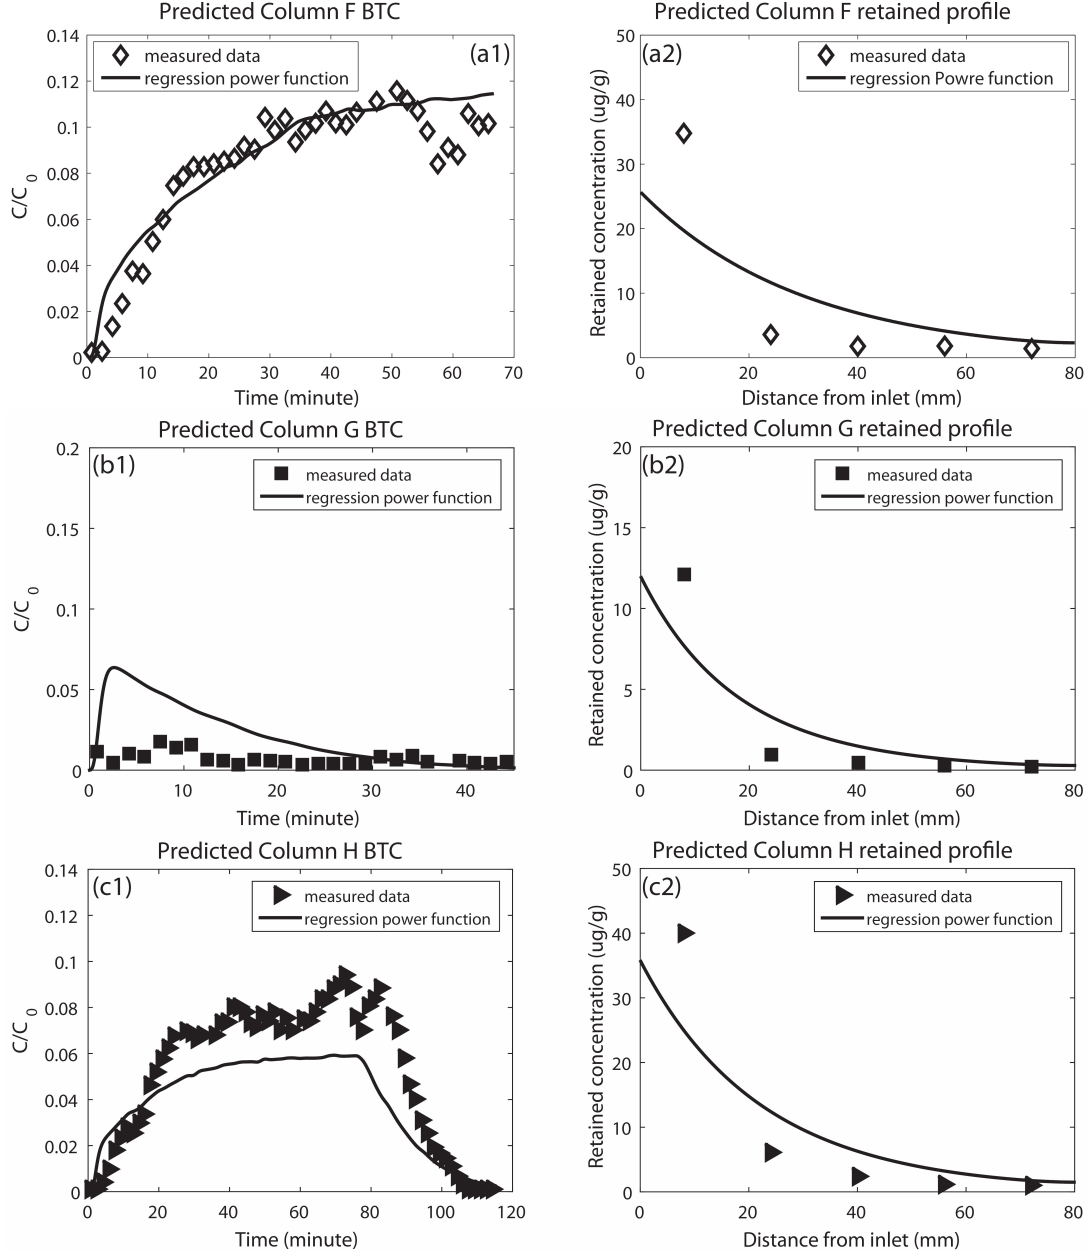 Predicted Column F BTC
0.14
0.12
0.1
0.08
0.06
0.04
0.02
0
C/C0
measured data
regression power function
(a1)
0 10 20 30 40 50 60 70
Time (minute)
Predicted Column F retained profile
50
40
30
20
10
0
Retained concentration (ug/g)
(a2)
measured data
regression Powre function
0 20 40 60 80
Distance from inlet (mm)
Predicted Column G BTC
0.2
0.15
0.1
0.05
0
C/C0
(b1)
measured data
regression power function
0 10 20 30 40
Time (minute)
Predicted Column G retained profile
20
15
10
5
0
Retained concentration (ug/g)
(b2)
measured data
regression power function
0 20 40 60 80
Distance from inlet (mm)
Predicted Column H BTC
0.14
0.12
0.1
0.08
0.06
0.04
0.02
0
C/C0
(c1)
measured data
regression power function
0 20 40 60 80 100 120
Time (minute)
Predicted Column H retained profile
50
40
30
20
10
0
Retained concentration (ug/g)
(c2)
measured data
regression power function
0 20 40 60 80
Distance from inlet (mm)